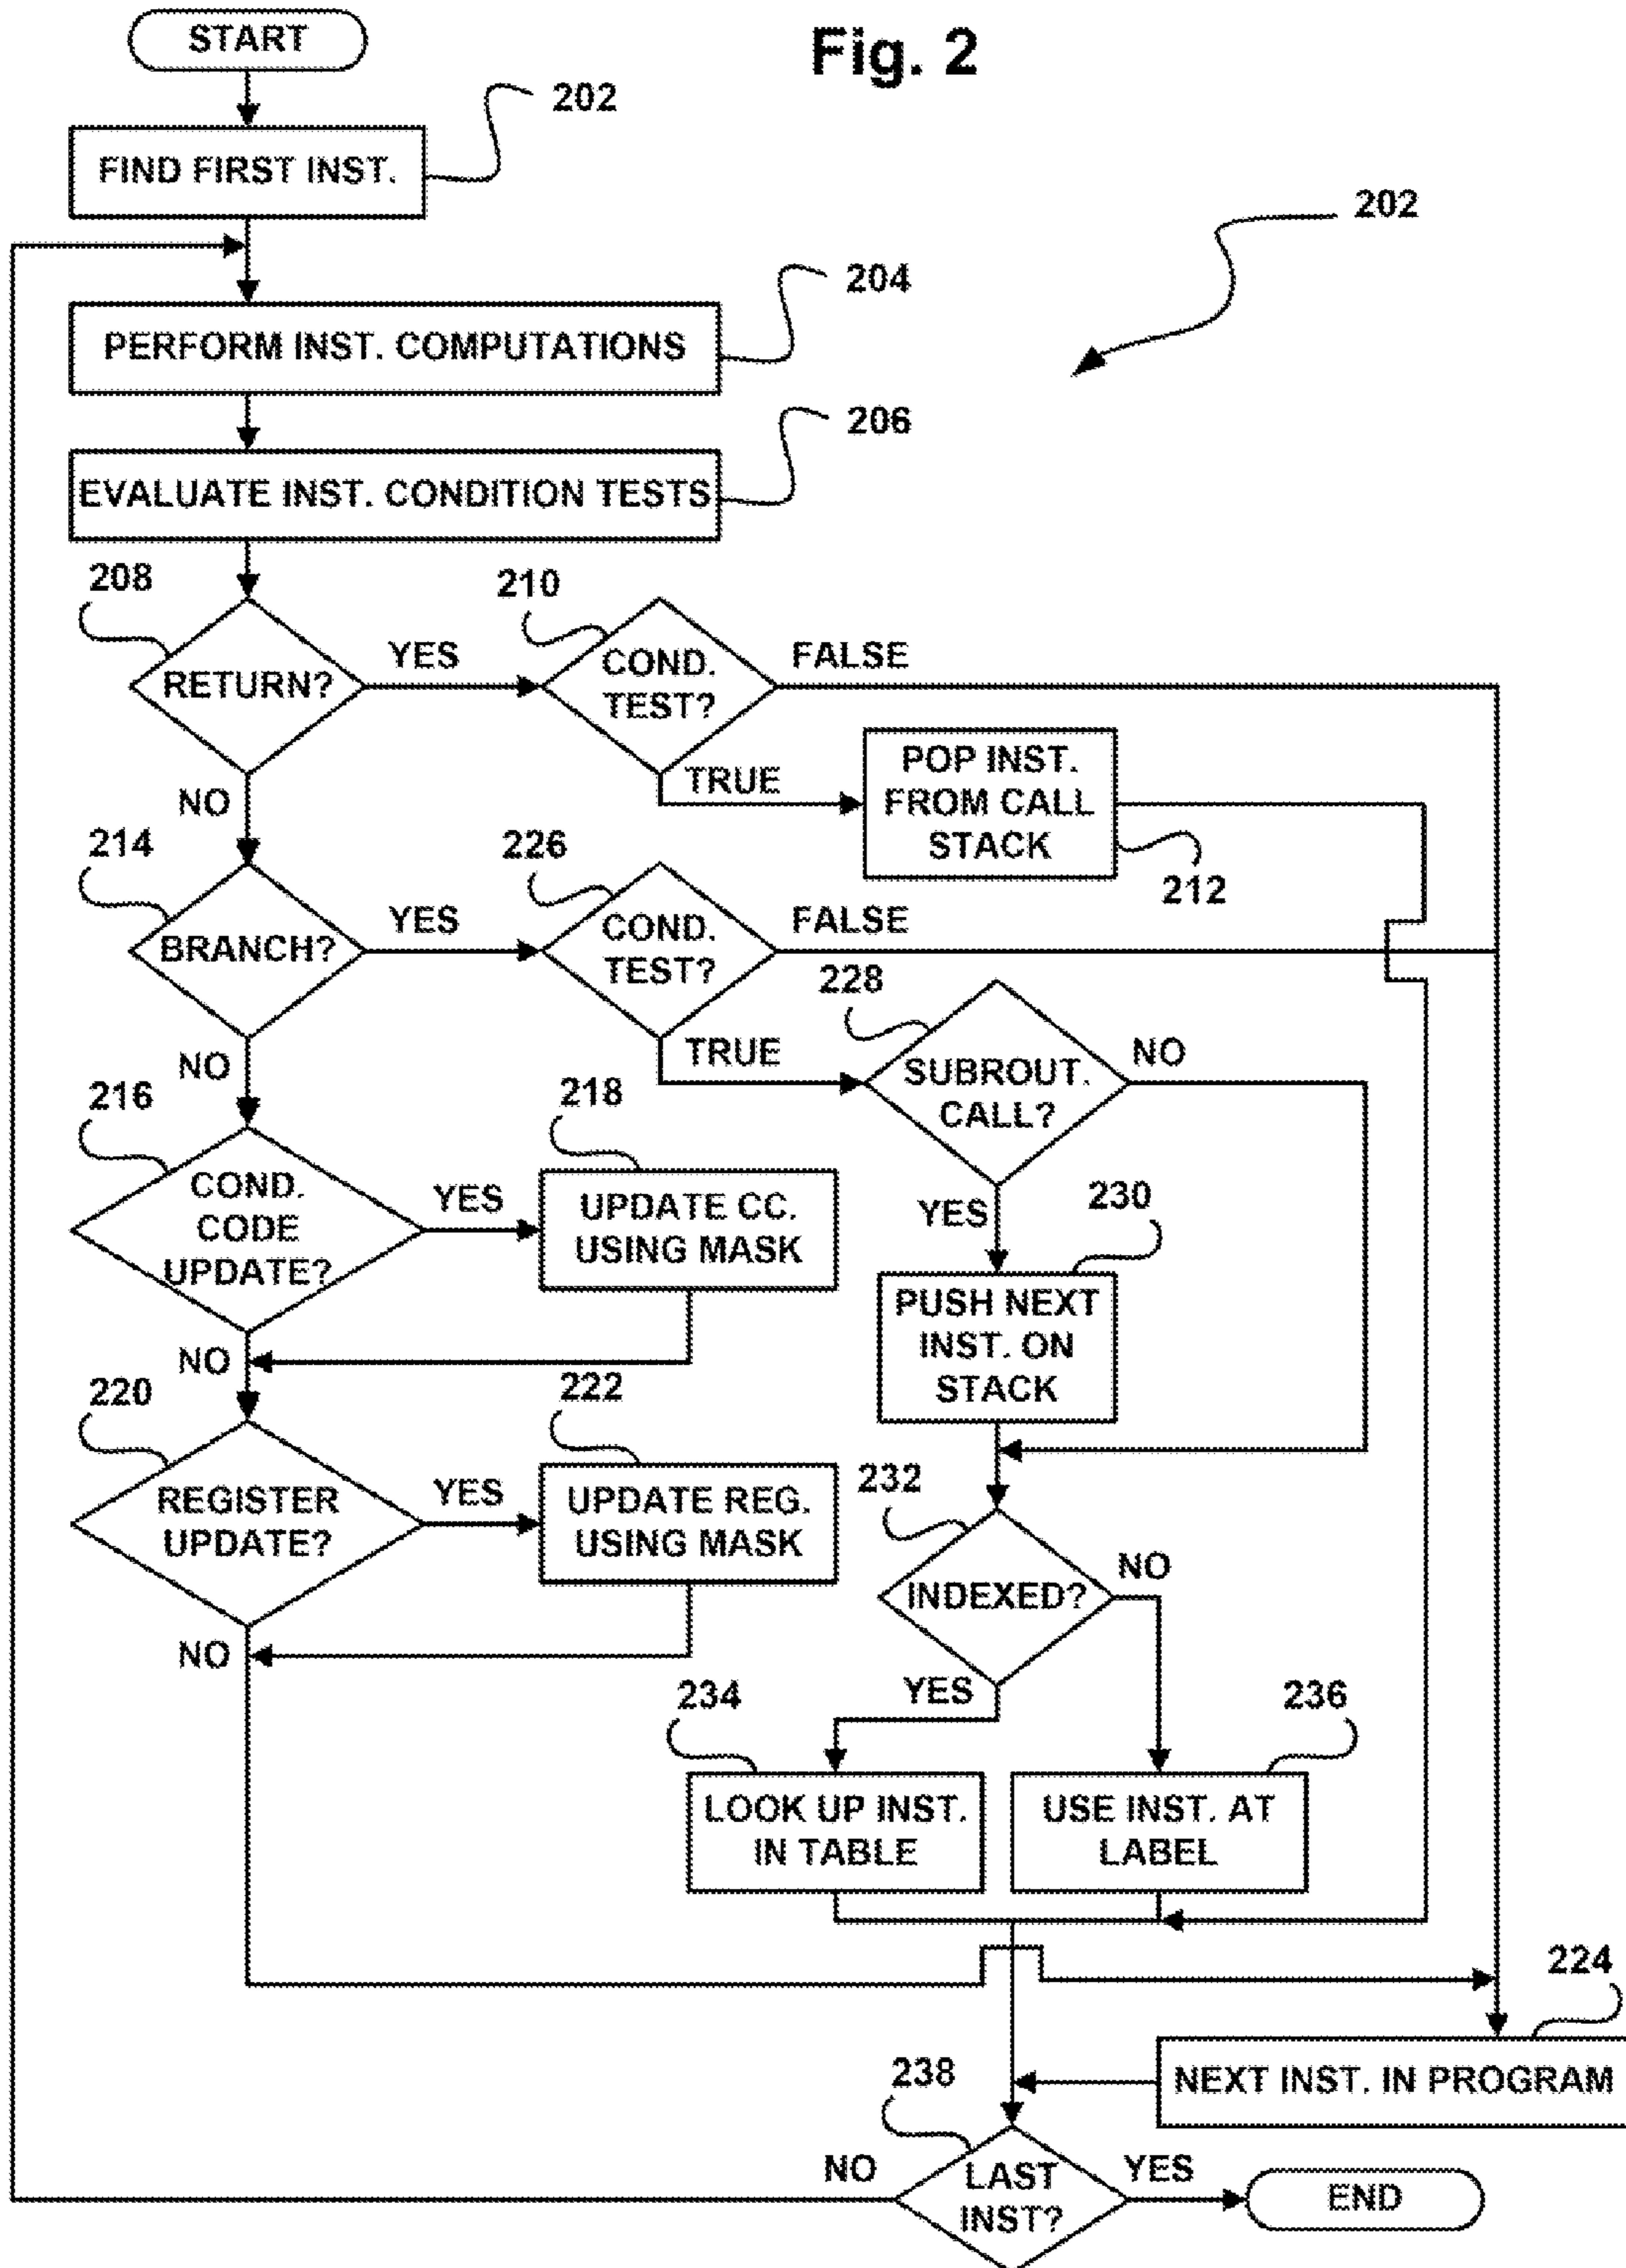 START
Fig. 2
202
FIND FIRST INST.
202
204
PERFORM INST. COMPUTATIONS
206
EVALUATE INST. CONDITION TESTS
208
210
RETURN?
YES
COND.
TEST?
FALSE
TRUE
POP INST.
FROM CALL
STACK
212
NO
214
226
BRANCH?
YES
COND.
TEST?
FALSE
228
TRUE
SUBROUT.
CALL?
NO
NO
216
218
COND.
CODE
UPDATE?
YES
UPDATE CC.
USING MASK
YES
230
PUSH NEXT
INST. ON
STACK
NO
220
222
REGISTER
UPDATE?
YES
UPDATE REG.
USING MASK
232
INDEXED?
NO
NO
YES
234
236
LOOK UP INST.
IN TABLE
USE INST. AT
LABEL
224
NEXT INST. IN PROGRAM
238
NO
LAST
INST?
YES
END